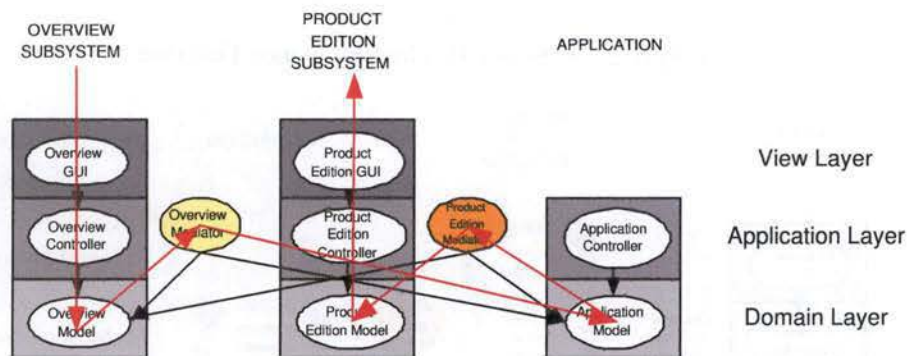 OVERVIEW
SUBSYSTEM
PRODUCT
EDITION
SUBSYSTEM
APPLICATION
Overview
GUI
Product
Edition GUI
View Layer
Overview
Controller
Overview
Mediator
Product
Edition
Controller
Product
Edition
Mediator
Application
Controller
Application Layer
Overview
Model
Product
Edition Model
Application
Model
Domain Layer